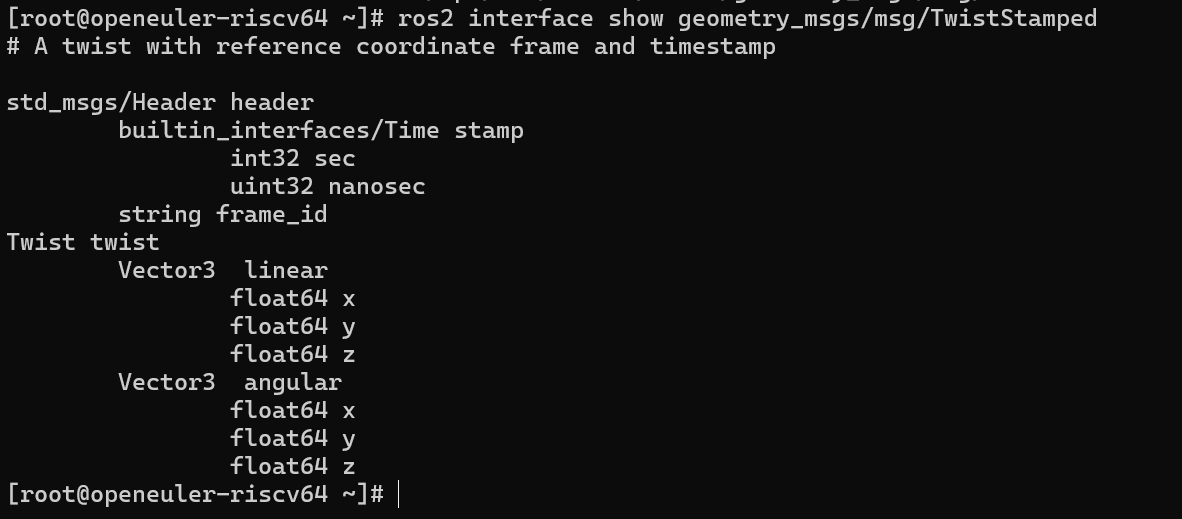 [root@openeuler-riscv64 ~]# ros2 interface show geometry_msgs/msg/TwistStamped
# A twist with reference coordinate frame and timestamp

std_msgs/Header header
        builtin_interfaces/Time stamp
                int32 sec
                uint32 nanosec
        string frame_id
Twist twist
        Vector3  linear
                float64 x
                float64 y
                float64 z
        Vector3  angular
                float64 x
                float64 y
                float64 z
[root@openeuler-riscv64 ~]#